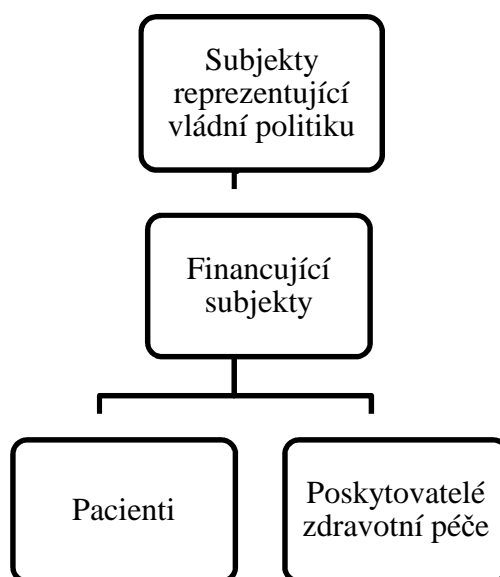 Subjekty
reprezentující
vládní politiku
Financující
subjekty
Pacienti
Poskytovatelé
zdravotní péče